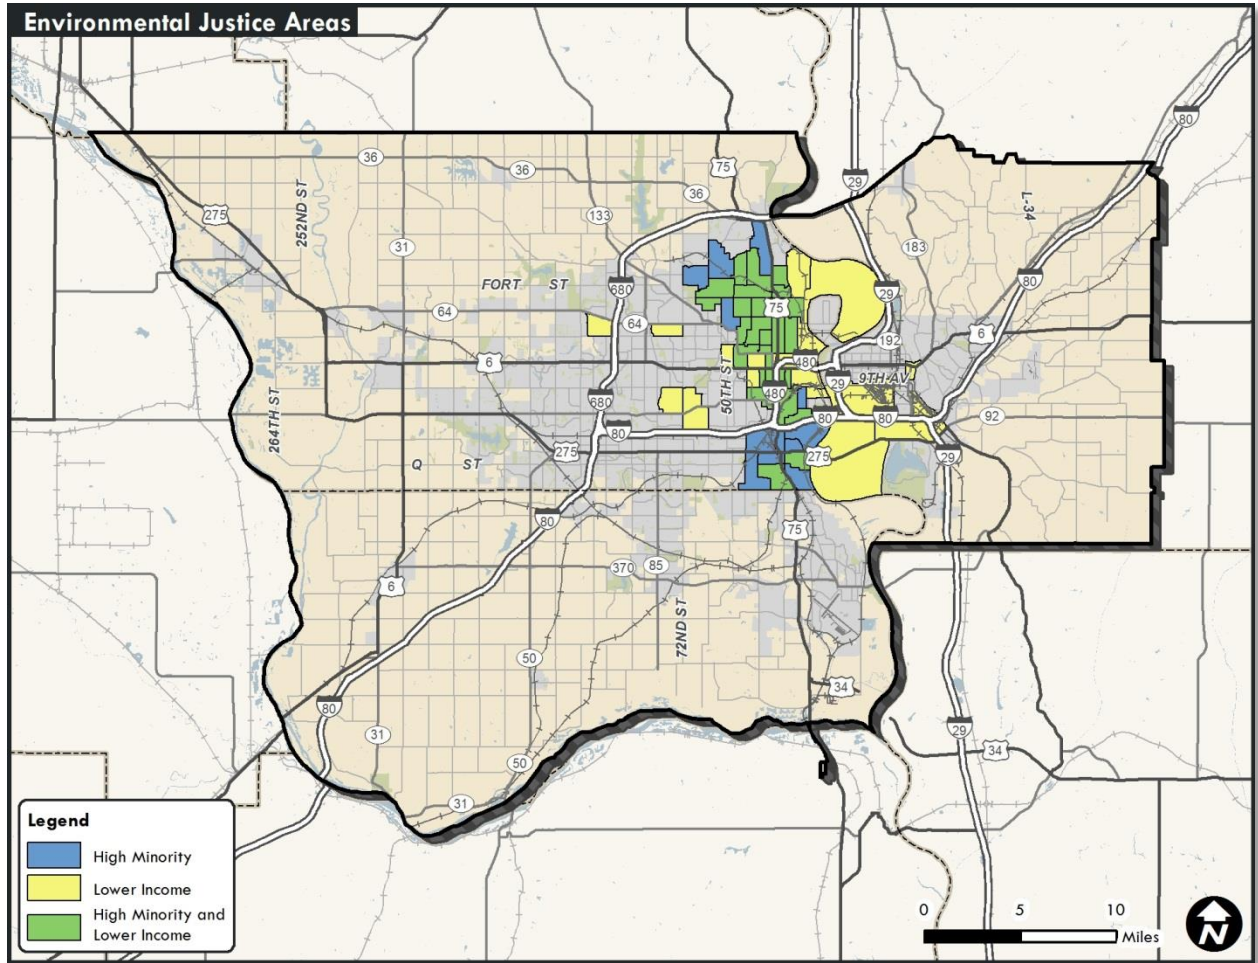 Environmental Justice Areas
80
36
36
75
36
29
252ND ST
L-34
275
133
31
183
FORT ST
680
80
29
64
64
75
6
192
6
480
50TH ST
29
9TH AV
480
680
264TH ST
80
80
92
80
Q ST
275
275
29
80
75
6
370
85
72ND ST
50
34
80
29
31
34
50
31
Legend
High Minority
Lower Income
High Minority and
Lower Income
0 5 10
Miles
N